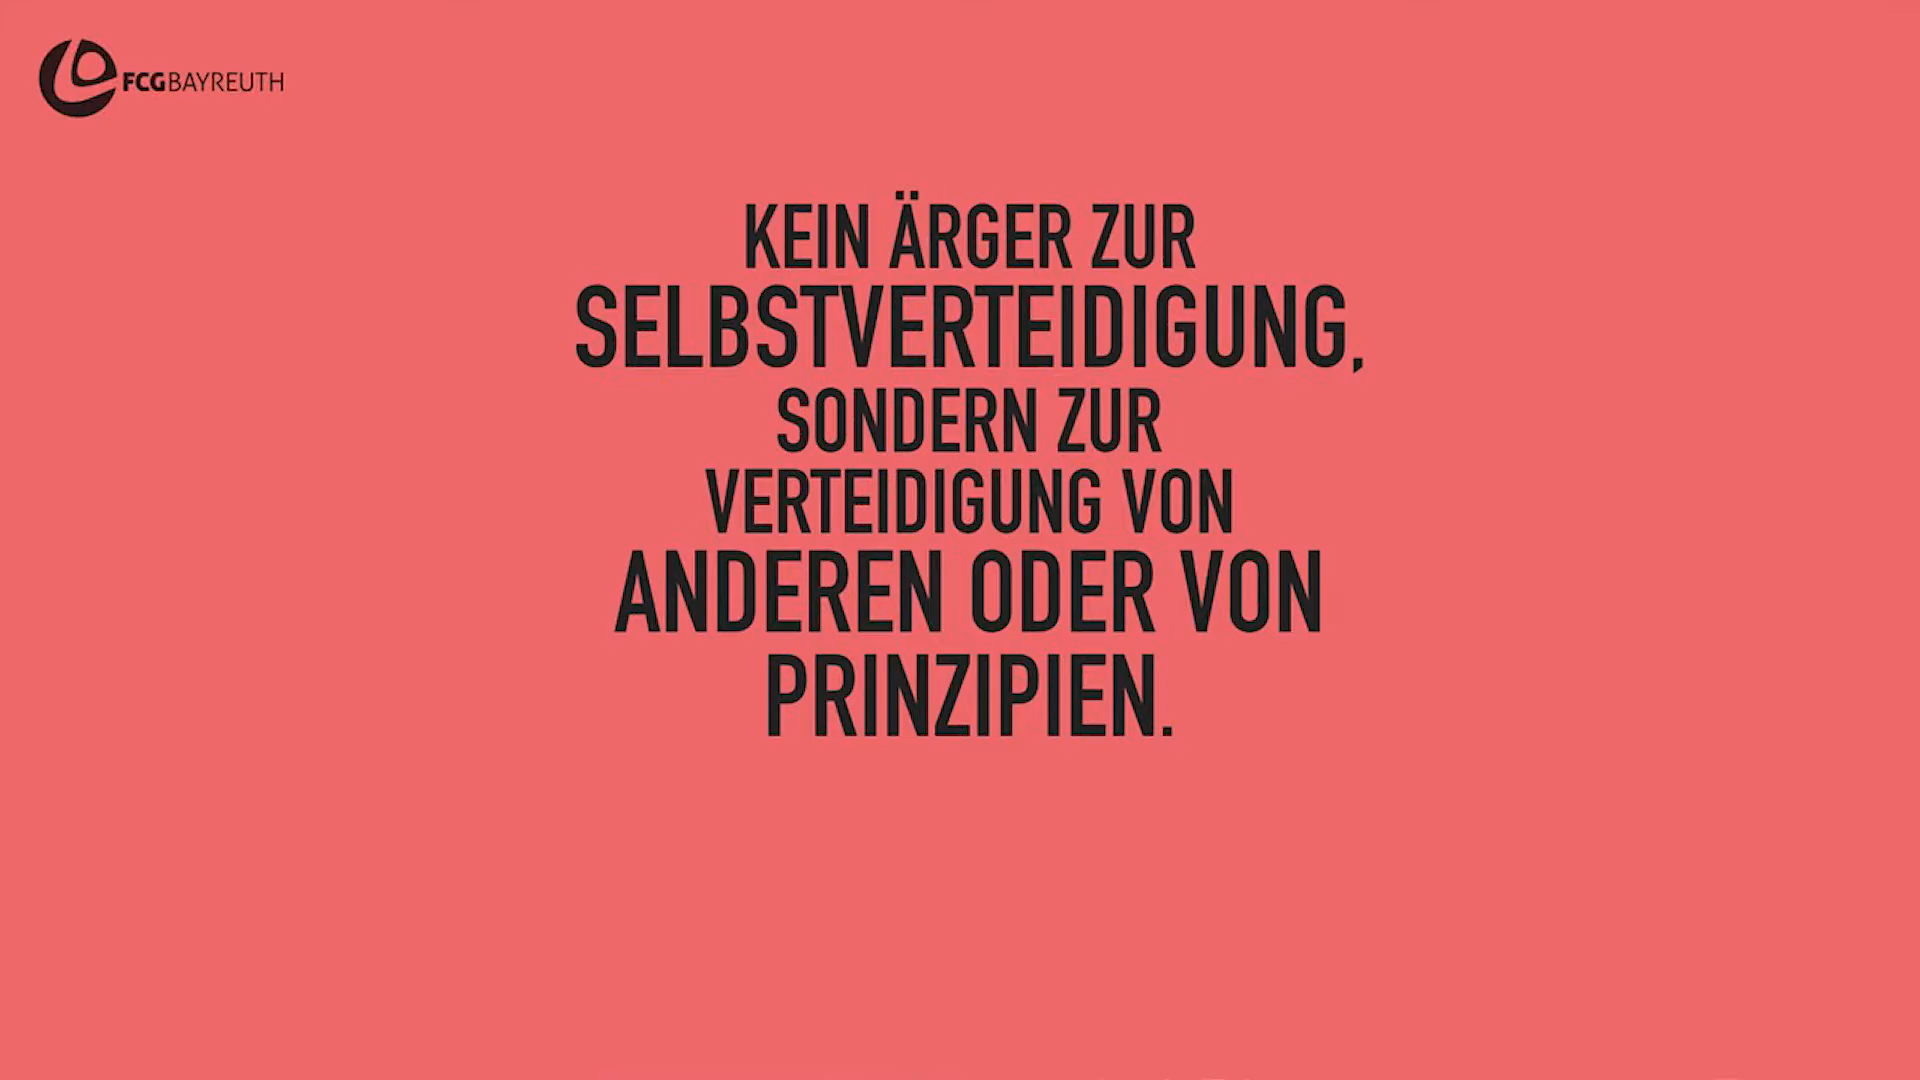 FCGBAYREUTH
KEIN ÄRGER ZUR
SELBSTVERTEIDIGUNG,
SONDERN ZUR
VERTEIDIGUNG VON
ANDEREN ODER VON
PRINZIPIEN.